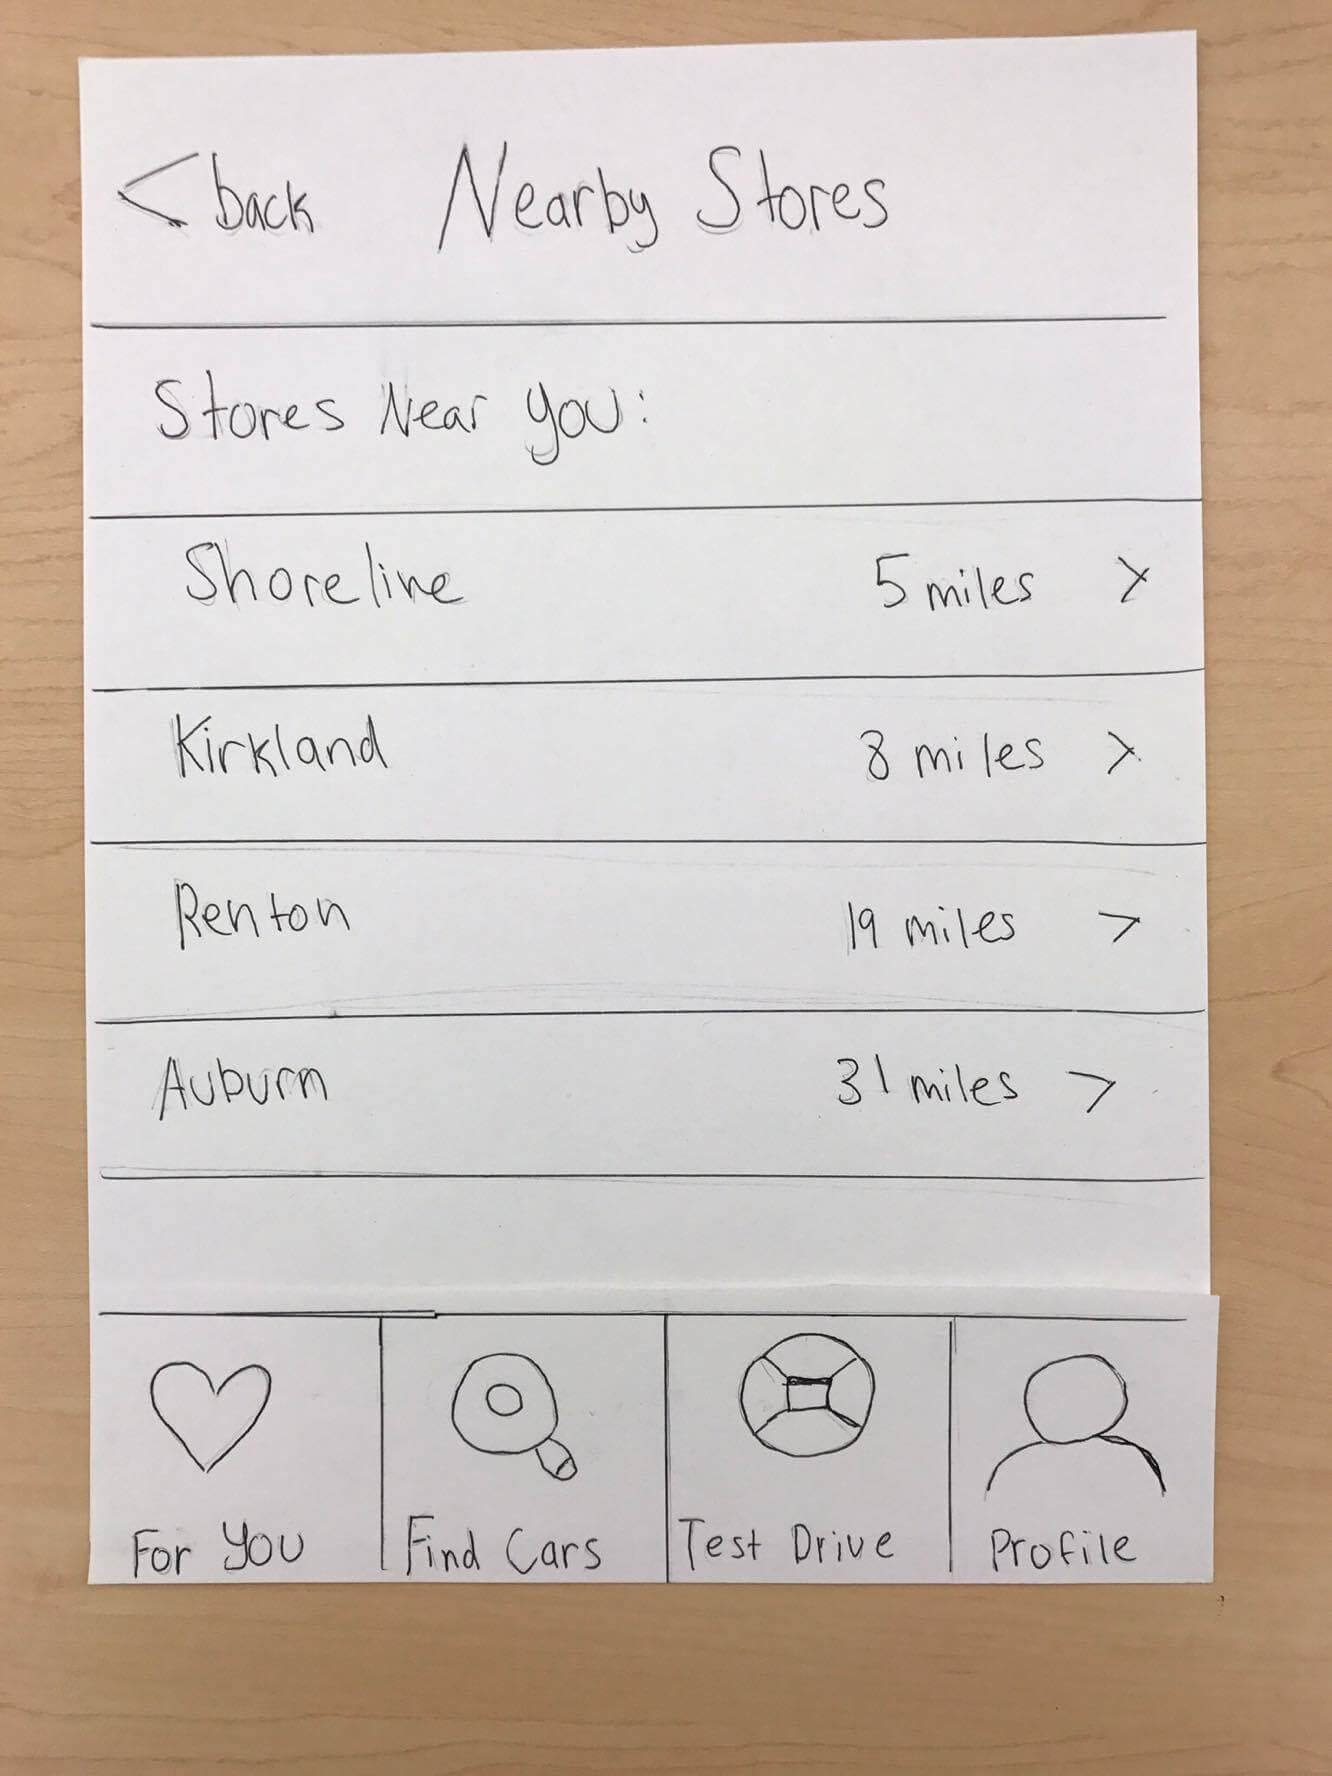 < back Nearby Stores
Stores Near you:
Shoreline 5 miles >
Kirkland 8 miles >
Renton 19 miles >
Auburn 31 miles >
For You Find Cars Test Drive Profile